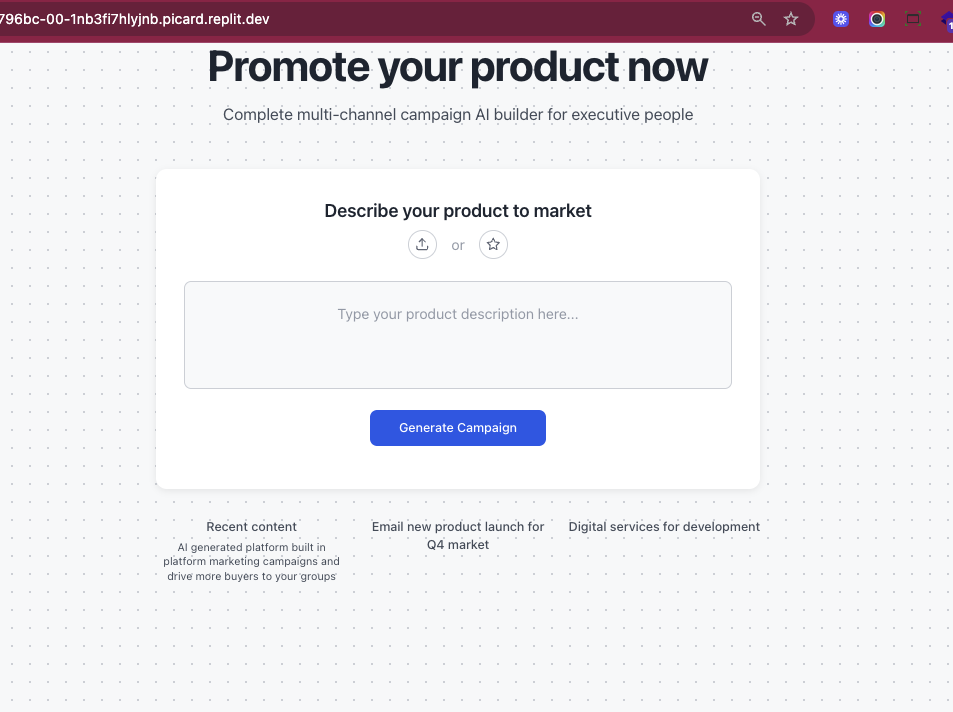 796bc-00-1nb3fi7hlyjnb.picard.replit.dev
Promote your product now
Complete multi-channel campaign AI builder for executive people
Describe your product to market
or
Type your product description here...
Generate Campaign
Recent content
AI generated platform built in
platform marketing campaigns and
drive more buyers to your groups
Email new product launch for
Q4 market
Digital services for development